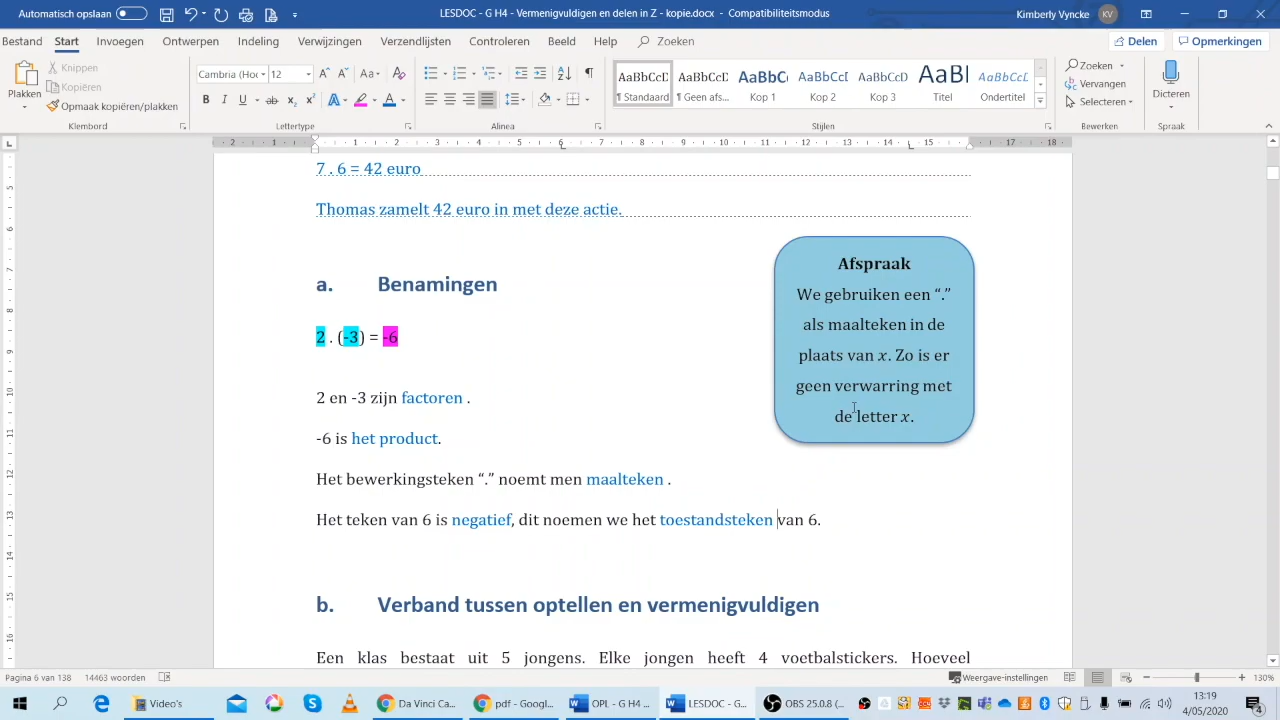 Automatisch opslaan
LESDOC - G H4 - Vermenigvuldigen en delen in Z - kopie.doc - Compatibiliteitsmodus
Kimberly Vyncke KV
Bestand Start Invoegen Ontwerpen Indeling Verwijzingen Verzendlijsten Controleren Beeld Help Zoeken Delen Opmerkingen
Plakken
Knippen
Kopiëren
Opmaak kopiëren/plakken
Klembord
Cambria (Hoo 12
Lettertype
Alinea
AaBbCcD AaBbCcD AaBbC AaBbCcD AaBbCcD AaBl AaBbCcL
¶ Standaard ¶ Geen afs... Kop 1 Kop 2 Kop 3 Titel Ondertitel
Stijlen
Zoeken
Vervangen
Selecteren
Bewerken
Dicteren
Spraak
7 . 6 = 42 euro
Thomas zamelt 42 euro in met deze actie.
a. Benamingen
2 . (-3) = -6
2 en -3 zijn factoren .
-6 is het product.
Het bewerkingsteken “.” noemt men maalteken .
Het teken van 6 is negatief, dit noemen we het toestandsteken van 6.
Afspraak
We gebruiken een “.”
als maalteken in de
plaats van x. Zo is er
geen verwarring met
de letter x.
b. Verband tussen optellen en vermenigvuldigen
Een klas bestaat uit 5 jongens. Elke jongen heeft 4 voetbalstickers. Hoeveel
Pagina 6 van 138 14463 woorden Weergave-instellingen 130%
Video's Da Vinci Ca... pdf - Googl... OPL - G H4 ... LESDOC - G... OBS 25.0.8 (...
13:19
4/05/2020
4